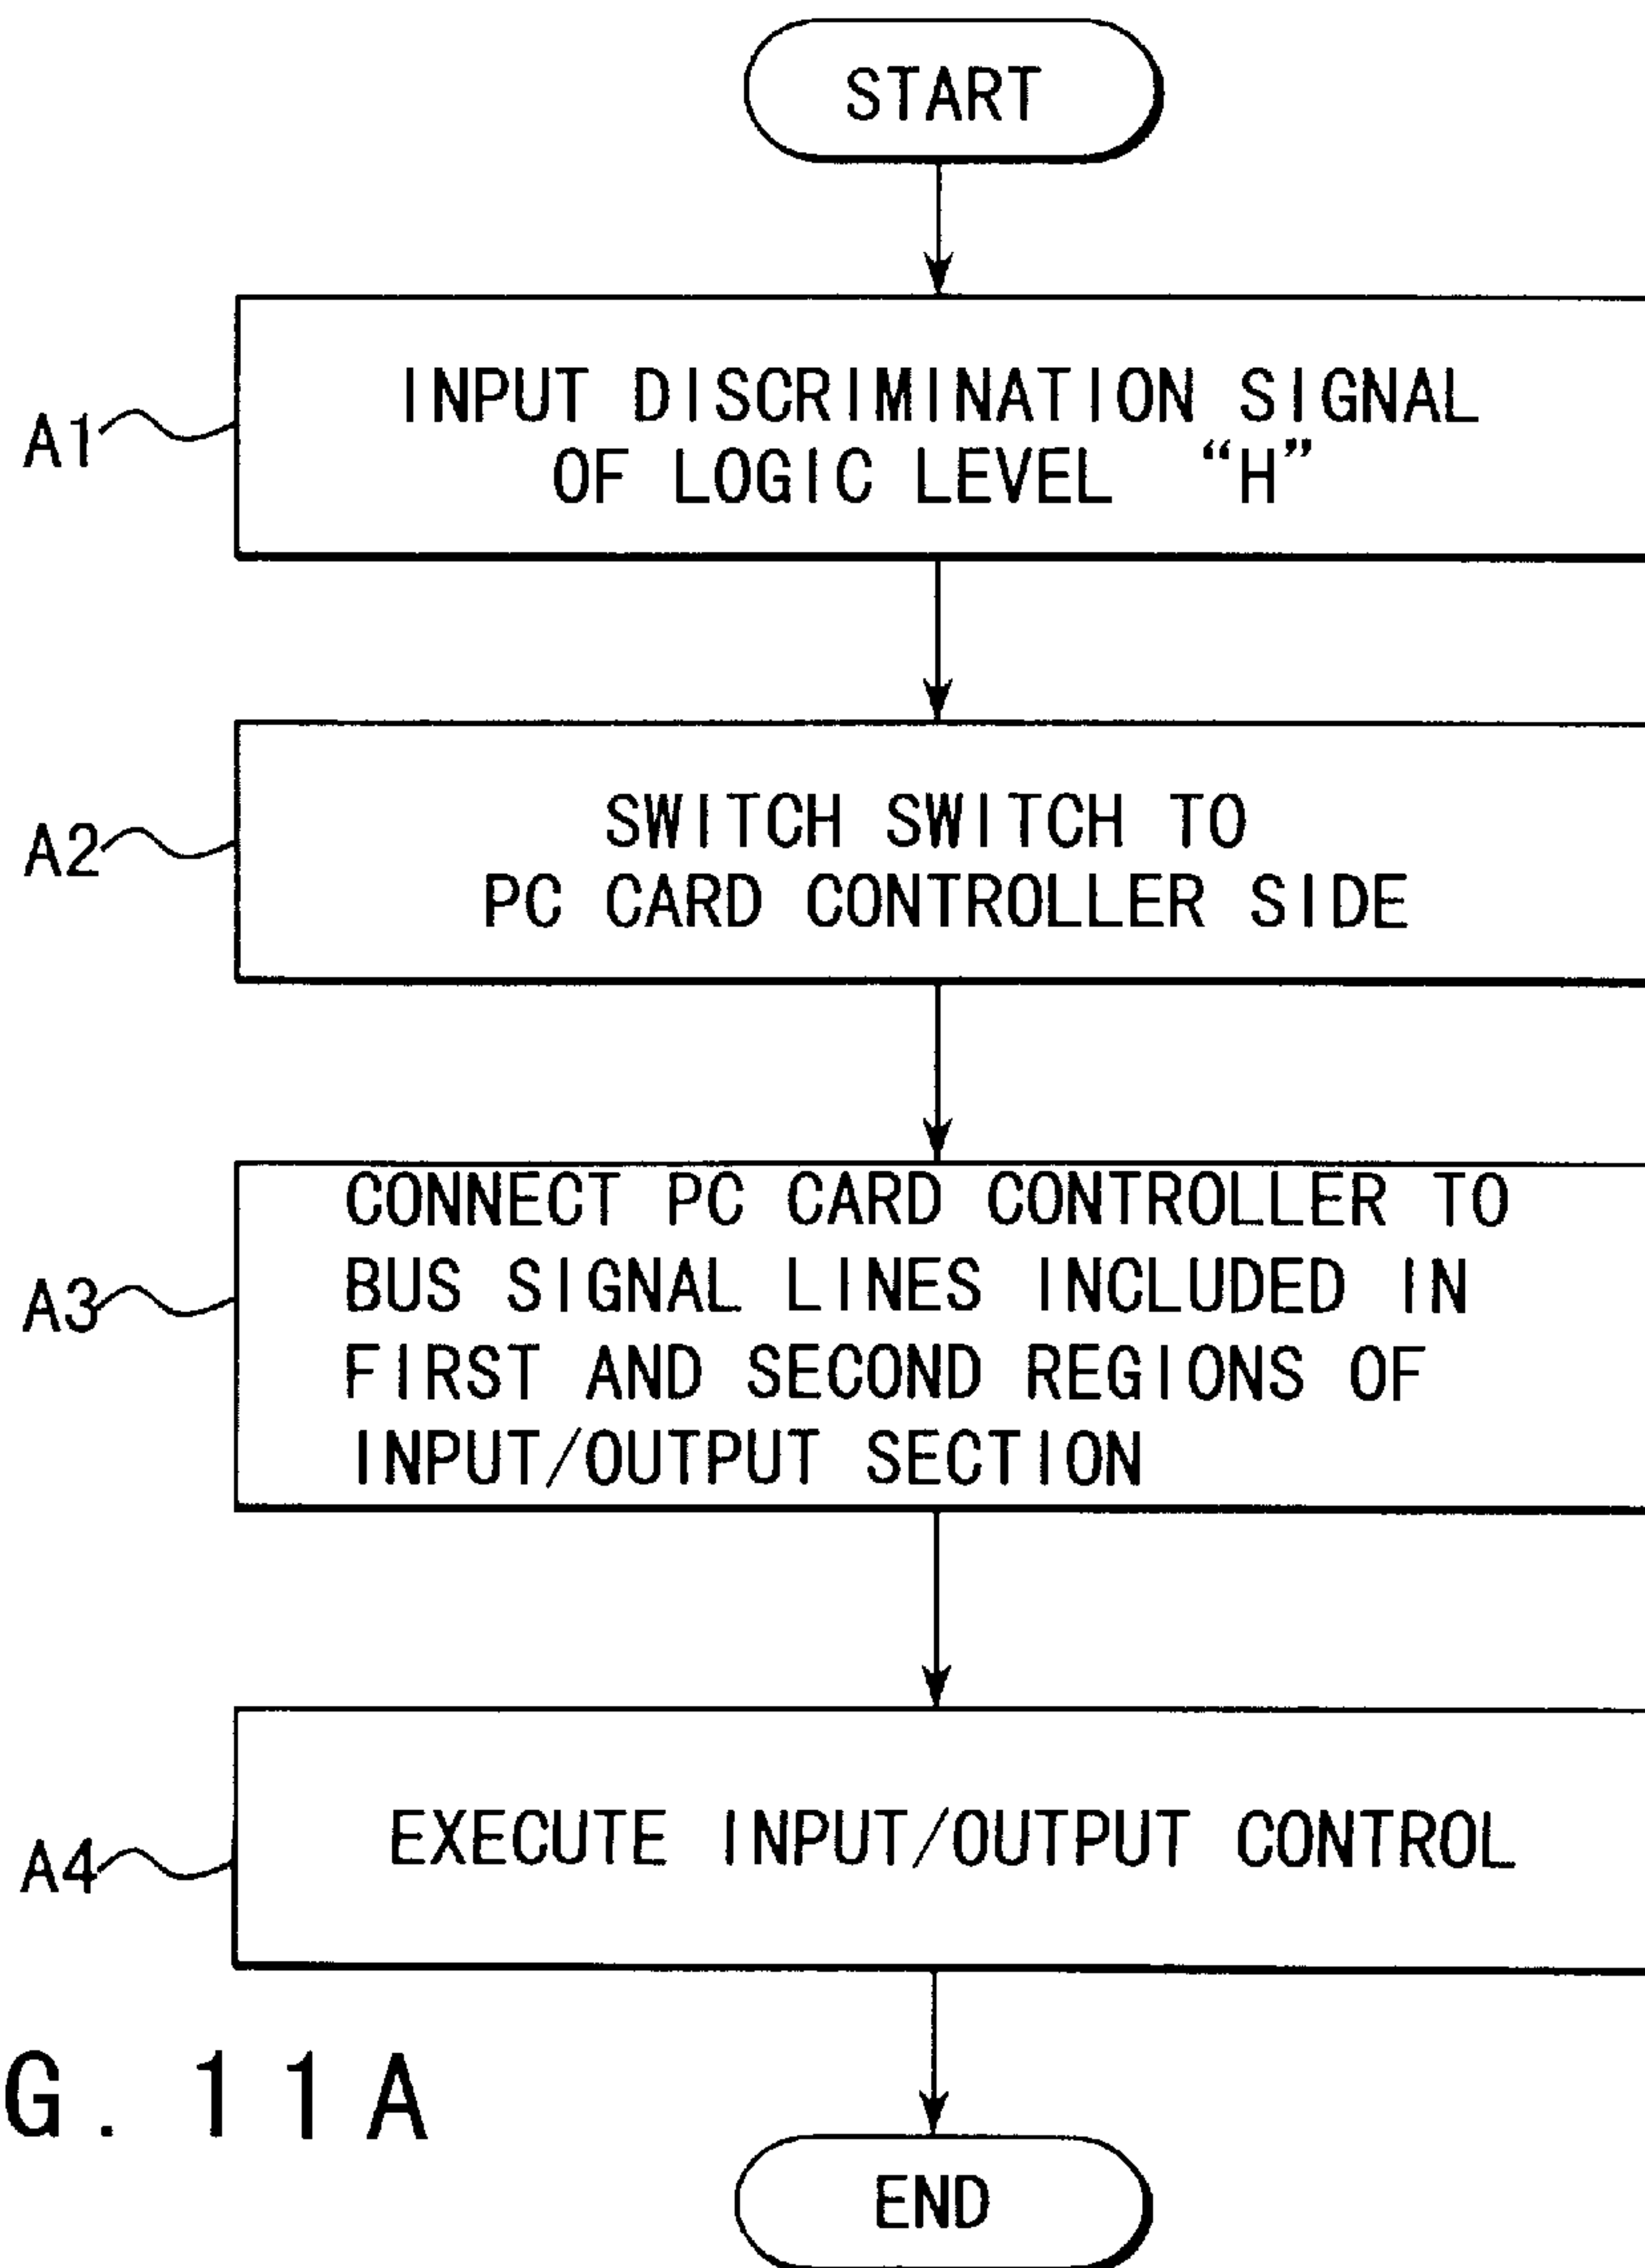 START
A1
INPUT DISCRIMINATION SIGNAL
OF LOGIC LEVEL “H”
A2
SWITCH SWITCH TO
PC CARD CONTROLLER SIDE
A3
CONNECT PC CARD CONTROLLER TO
BUS SIGNAL LINES INCLUDED IN
FIRST AND SECOND REGIONS OF
INPUT/OUTPUT SECTION
A4
EXECUTE INPUT/OUTPUT CONTROL
G. 11A
END